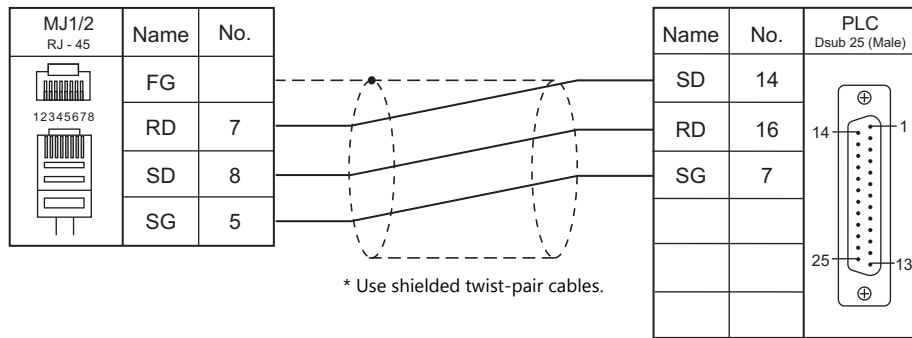 MJ1/2
RJ - 45
Name No.
12345678
FG
RD 7
SD 8
SG 5
* Use shielded twist-pair cables.
Name No.
PLC
Dsub 25 (Male)
SD 14
RD 16
SG 7
14 1
25 13